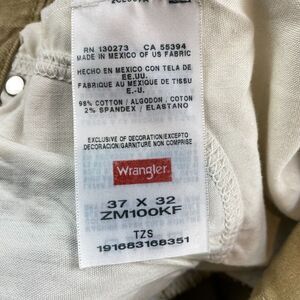 RN 130273 CA 55394
MADE IN MEXICO OF US FABRIC
HECHO EN MEXICO CON TELA DE
EE.UU.
FABRIQUE AU MEXIQUE DE TISSU
E.-U.
98% COTTON / ALGODON , COTON
2% SPANDEX / ELASTANO
EXCLUSIVE OF DECORATION/EXCEPTO
DECORACION/GARNITURE NON COMPRISE
Wrangler
37 X 32
ZM100KF
TZS
191683168351